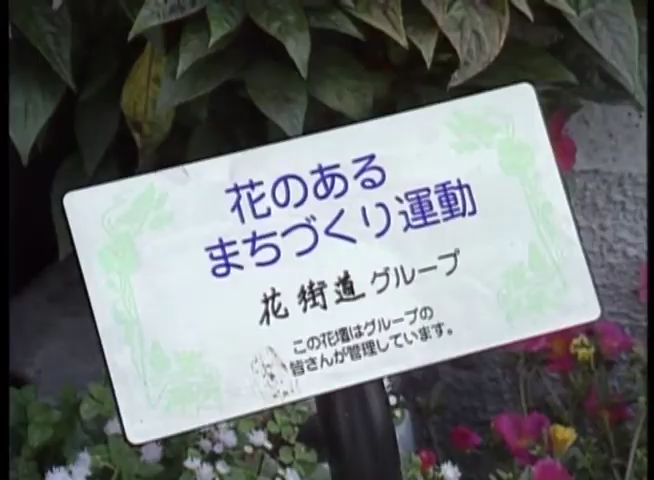 花のある
まちづくり運動
花街道グループ
この花壇はグループの
皆さんが管理しています。